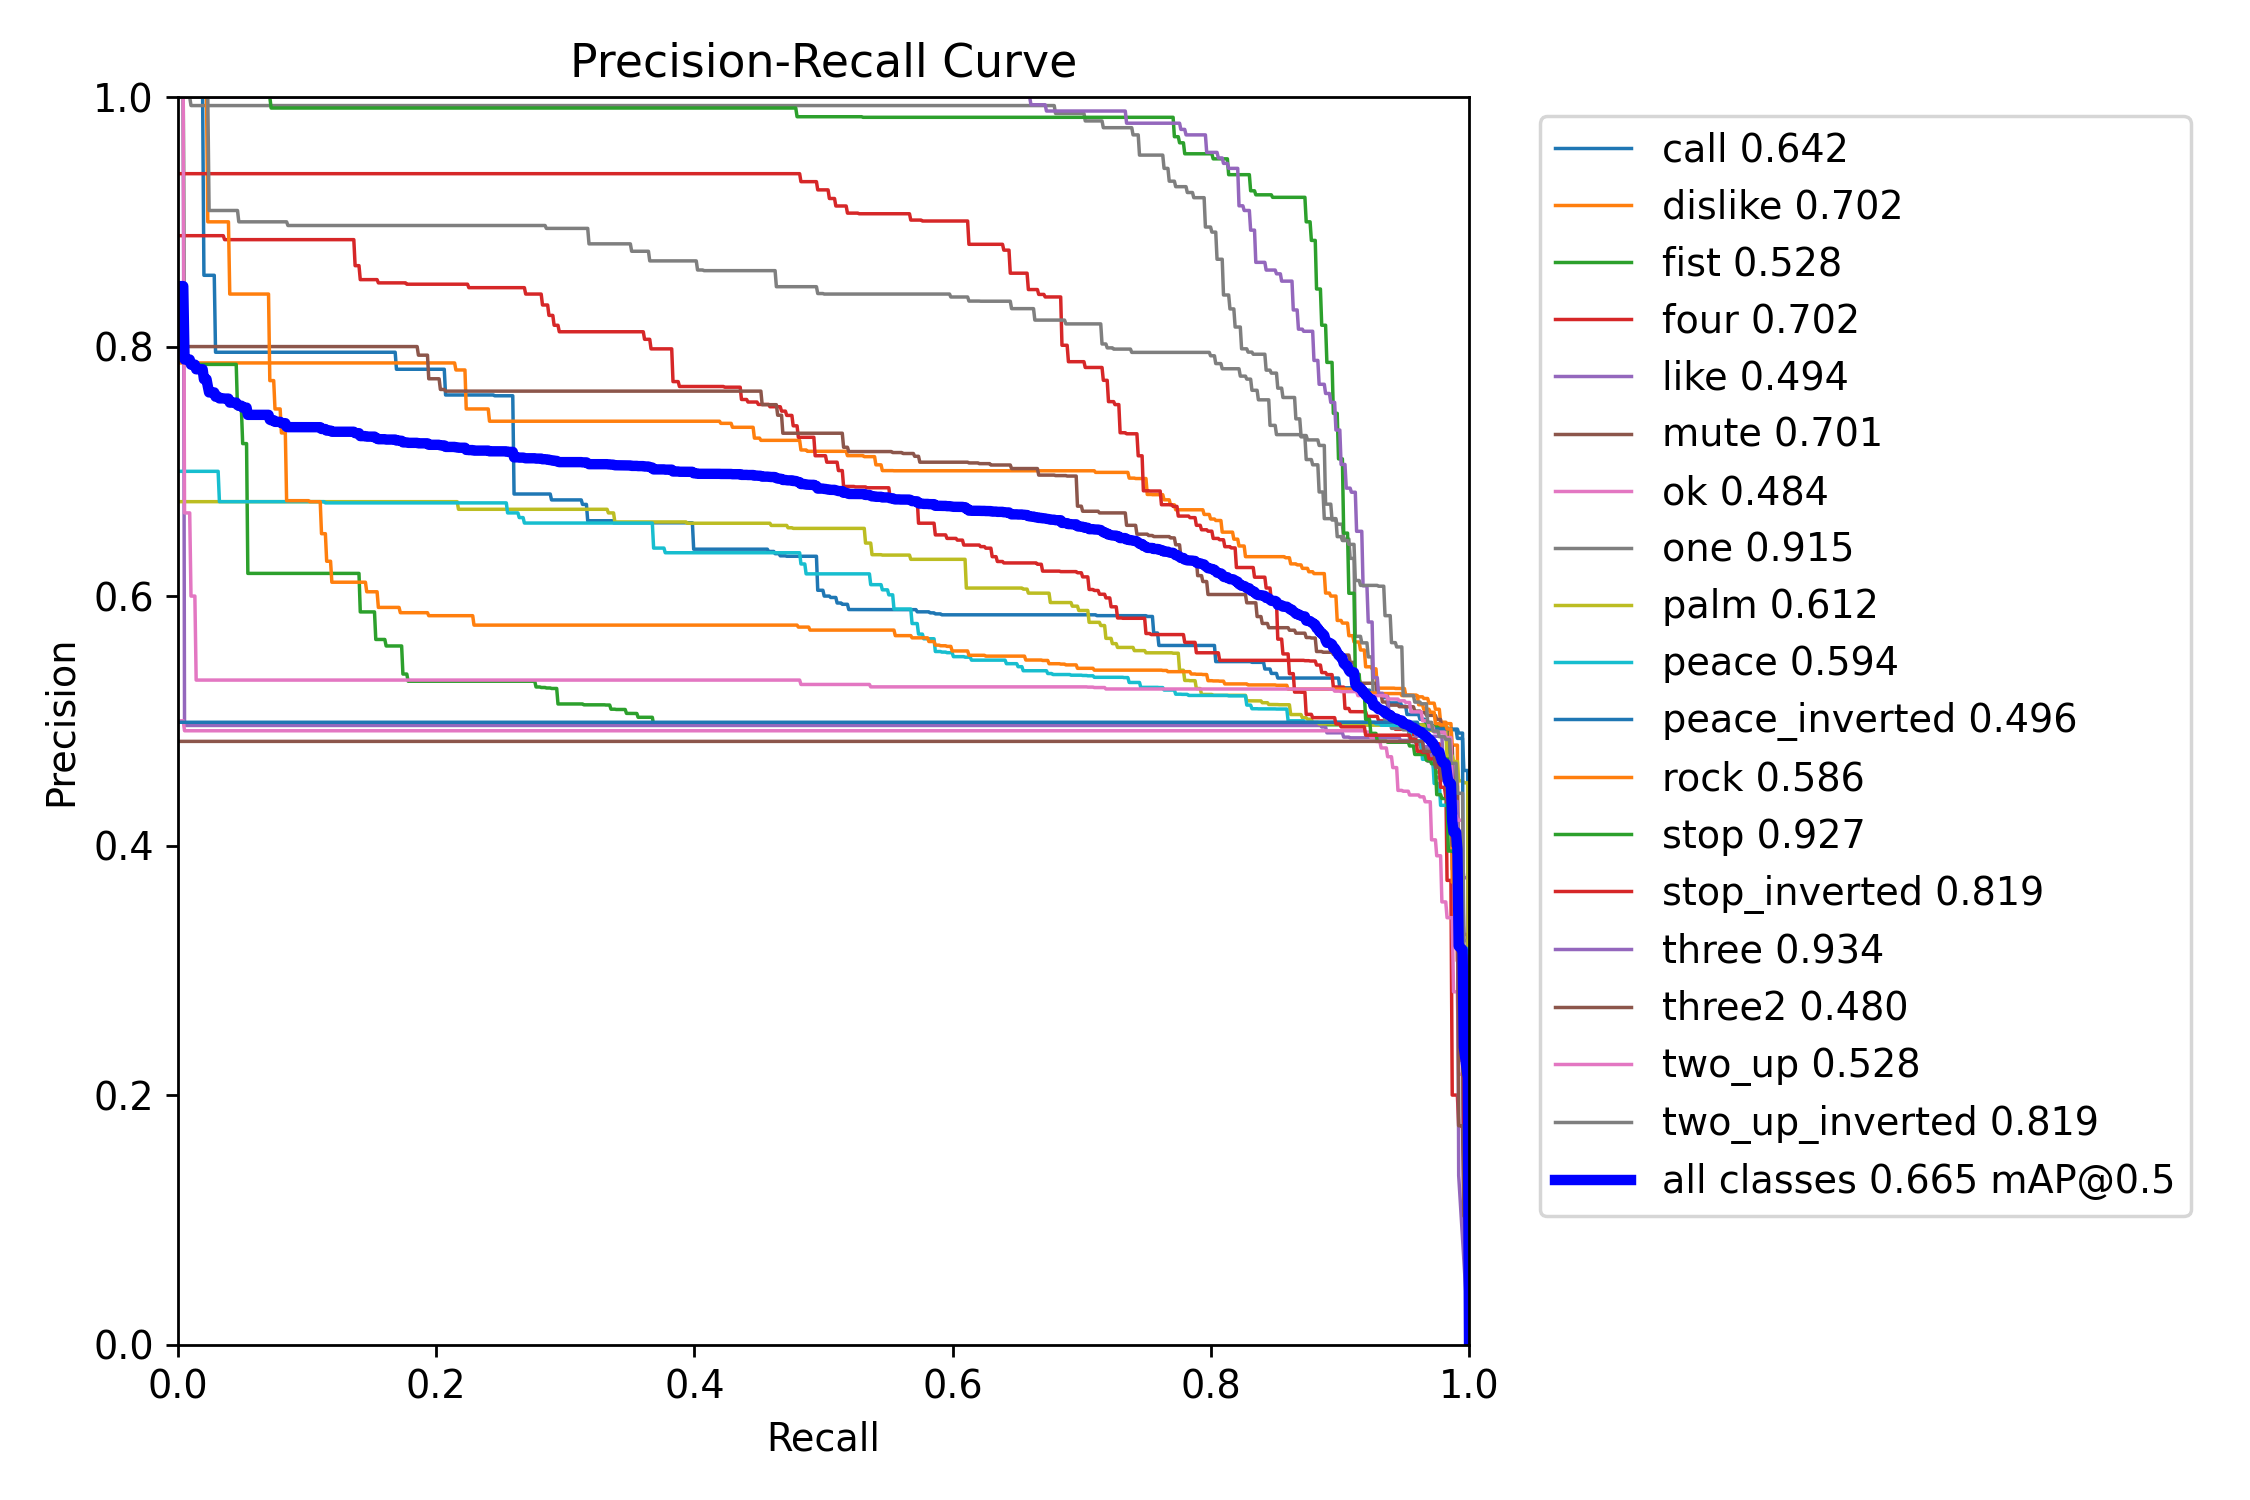 Precision-Recall Curve
1.0
0.8
0.6
0.4
0.2
0.0
Precision
0.0 0.2 0.4 0.6 0.8 1.0
Recall
call 0.642
dislike 0.702
fist 0.528
four 0.702
like 0.494
mute 0.701
ok 0.484
one 0.915
palm 0.612
peace 0.594
peace_inverted 0.496
rock 0.586
stop 0.927
stop_inverted 0.819
three 0.934
three2 0.480
two_up 0.528
two_up_inverted 0.819
all classes 0.665 mAP@0.5